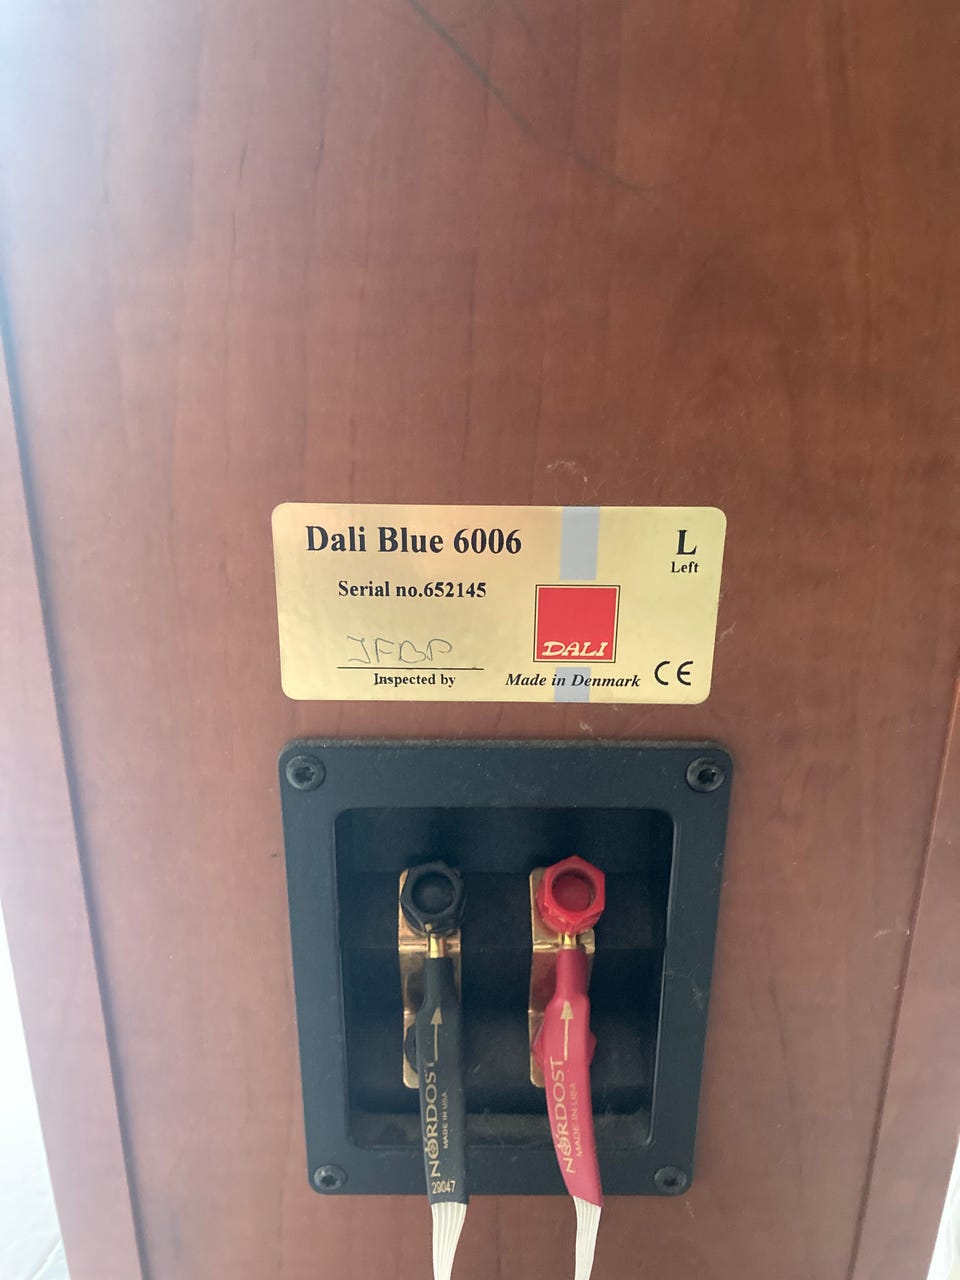 Dali Blue 6006
L
Left
Serial no.652145
DALI
JFBP
Inspected by
Made in Denmark CE
NORDOST
MADE IN USA
29047
NORDOST
MADE IN USA